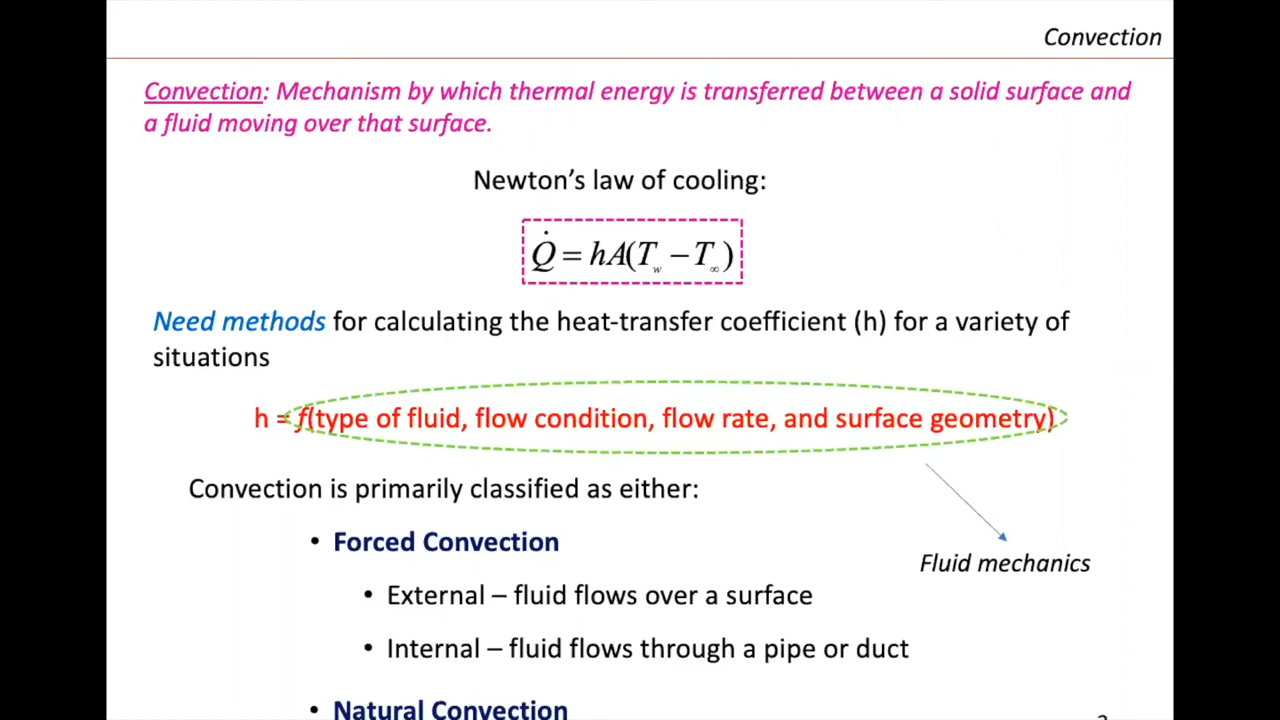 Convection
Convection: Mechanism by which thermal energy is transferred between a solid surface and
a fluid moving over that surface.
Newton’s law of cooling:
Q̇ = hA(T_w − T_∞)
Need methods for calculating the heat-transfer coefficient (h) for a variety of
situations
h = f(type of fluid, flow condition, flow rate, and surface geometry)
Convection is primarily classified as either:
• Forced Convection
Fluid mechanics
• External – fluid flows over a surface
• Internal – fluid flows through a pipe or duct
• Natural Convection